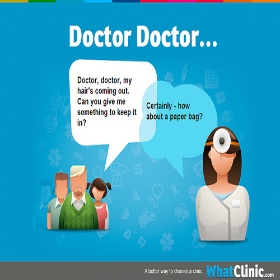 Doctor Doctor...
Doctor, doctor, my
hair's coming out.
Can you give me
something to keep it
in?
Certainly - how
about a paper bag?
A better way to choose a clinic
WhatClinic.com